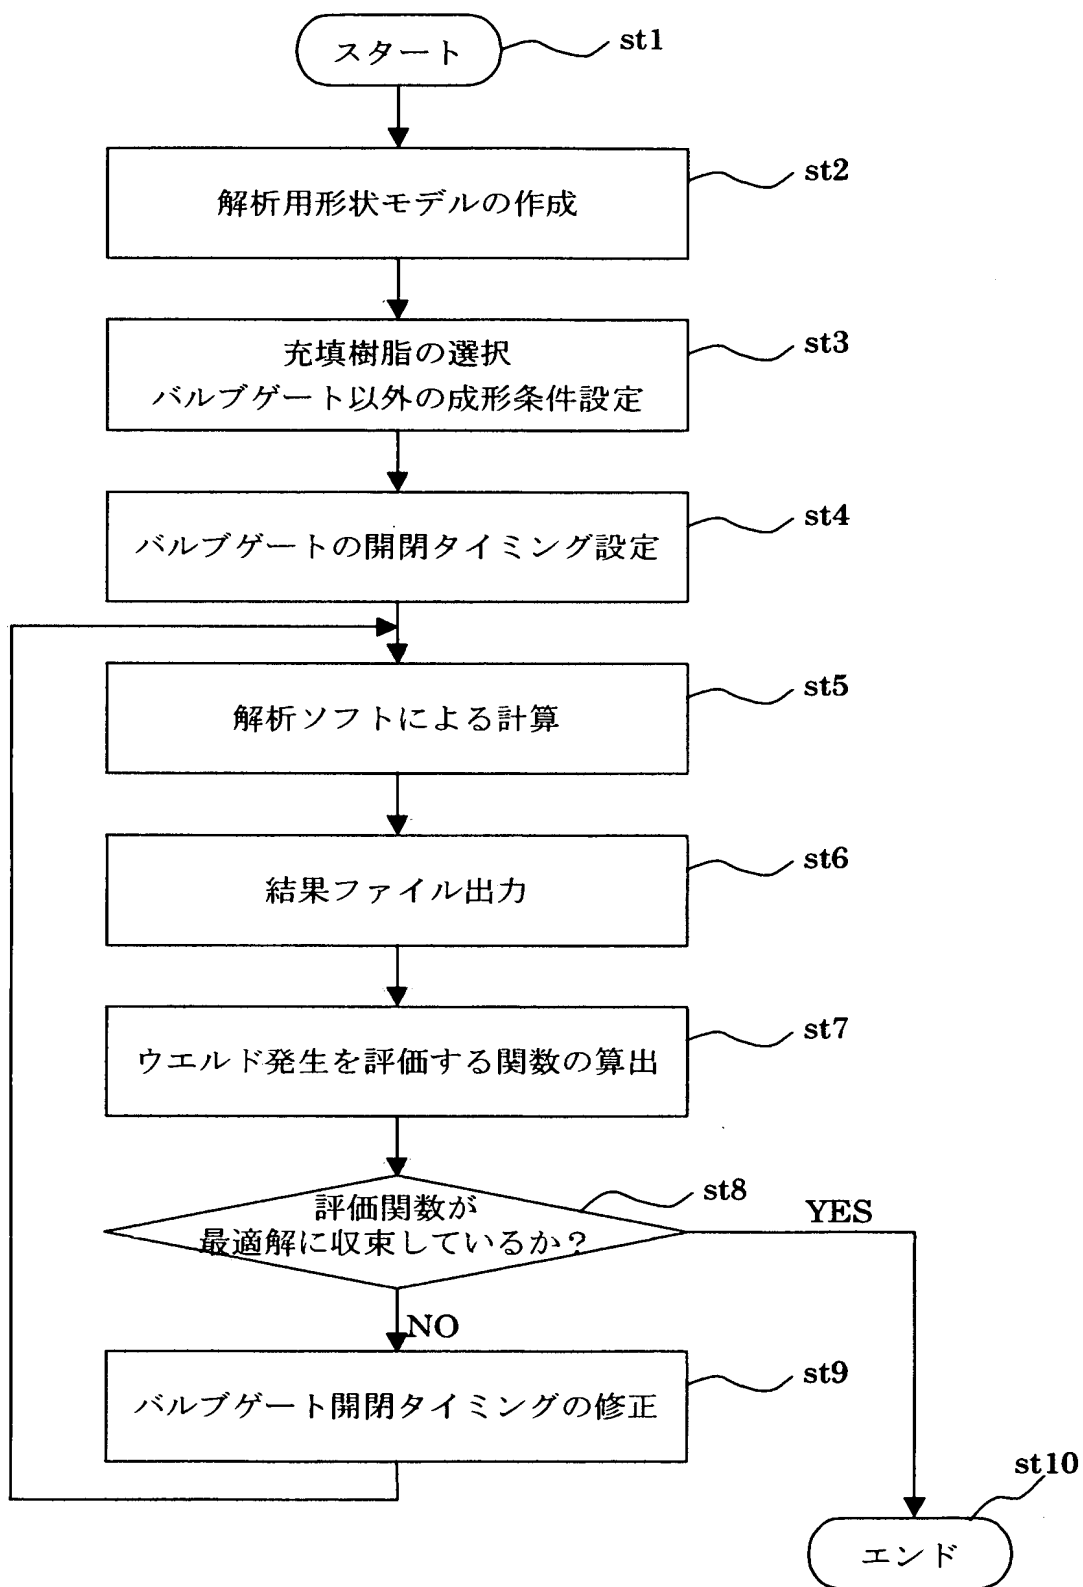 スタート
st1
解析用形状モデルの作成
st2
充填樹脂の選択
バルブゲート以外の成形条件設定
st3
バルブゲートの開閉タイミング設定
st4
解析ソフトによる計算
st5
結果ファイル出力
st6
ウエルド発生を評価する関数の算出
st7
評価関数が
最適解に収束しているか？
st8
YES
NO
バルブゲート開閉タイミングの修正
st9
st10
エンド